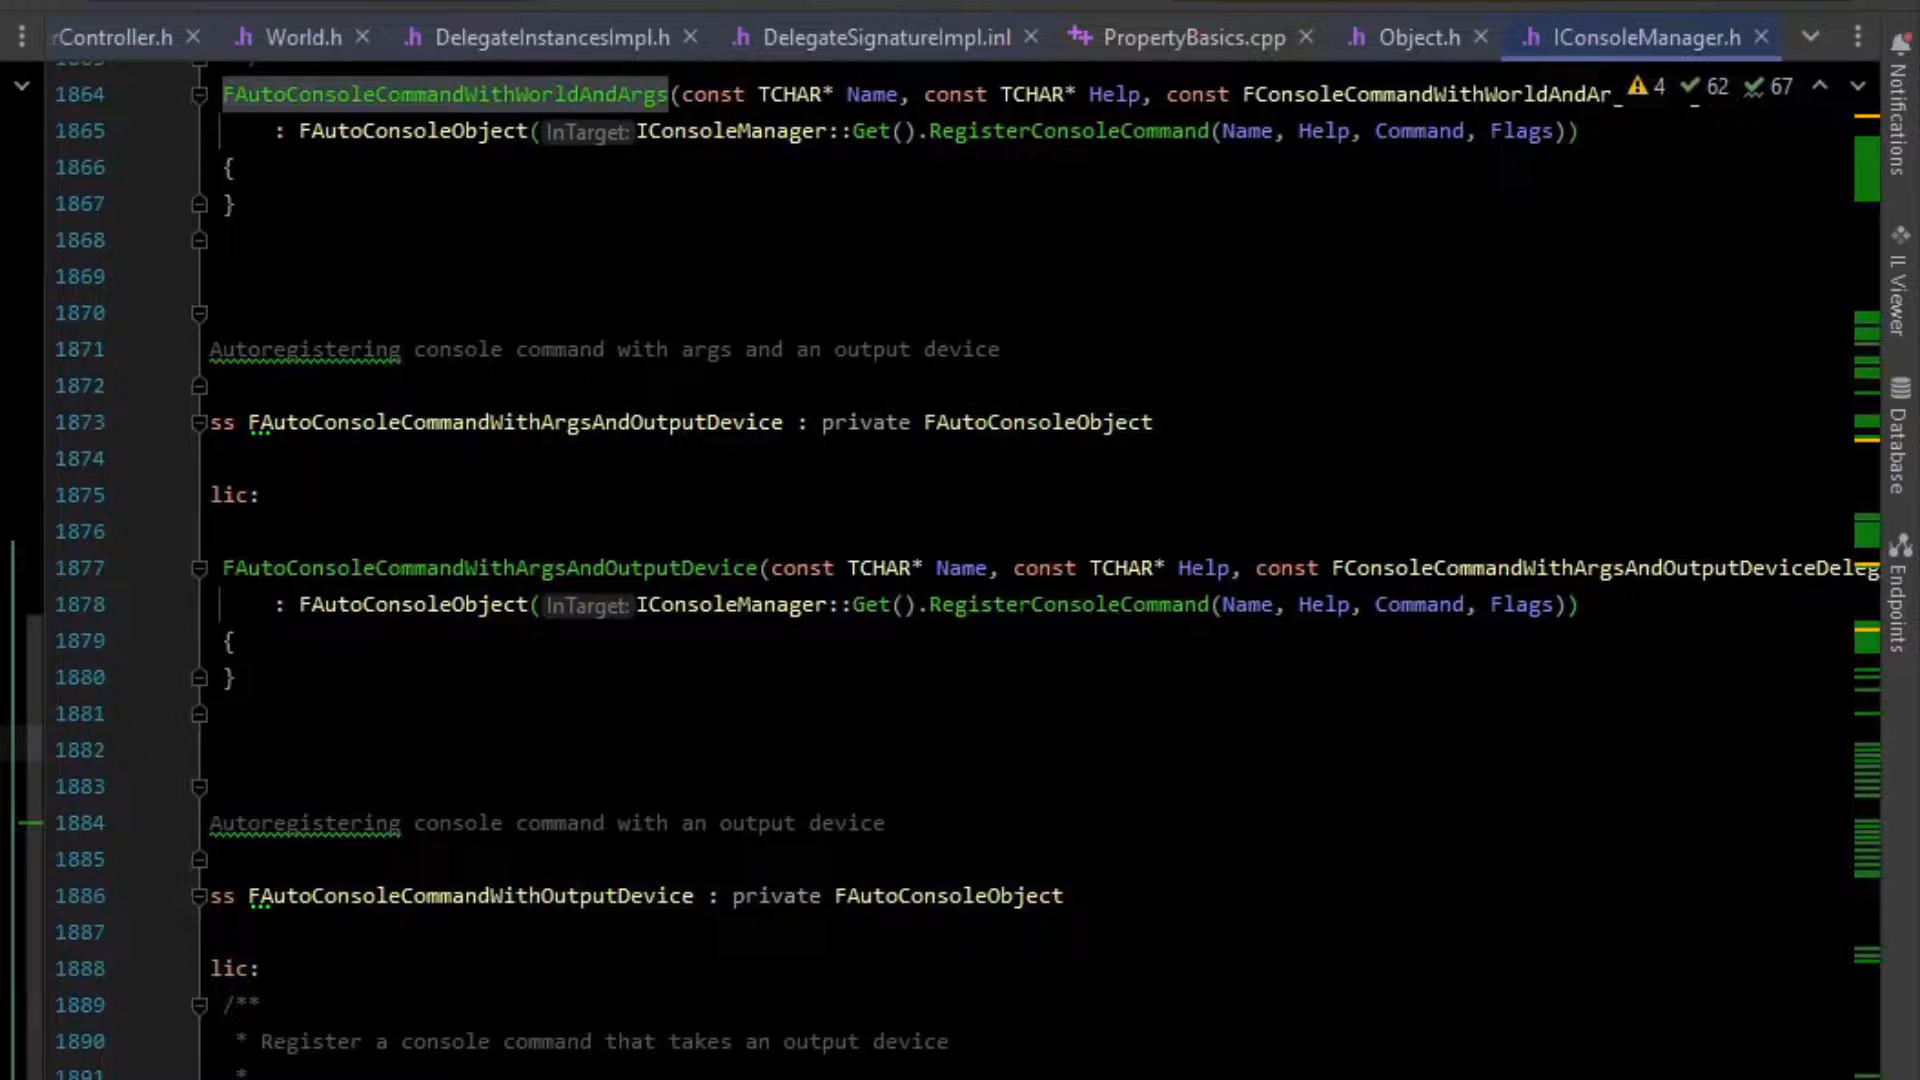 rController.h World.h DelegateInstancesImpl.h DelegateSignatureImpl.inl PropertyBasics.cpp Object.h IConsoleManager.h
1864 FAutoConsoleCommandWithWorldAndArgs(const TCHAR* Name, const TCHAR* Help, const FConsoleCommandWithWorldAndAr 4 62 67
1865 : FAutoConsoleObject(InTarget: IConsoleManager::Get().RegisterConsoleCommand(Name, Help, Command, Flags))
1866 {
1867 }
1868
1869
1870
1871 Autoregistering console command with args and an output device
1872
1873 ss FAutoConsoleCommandWithArgsAndOutputDevice : private FAutoConsoleObject
1874
1875 lic:
1876
1877 FAutoConsoleCommandWithArgsAndOutputDevice(const TCHAR* Name, const TCHAR* Help, const FConsoleCommandWithArgsAndOutputDeviceDeleg
1878 : FAutoConsoleObject(InTarget: IConsoleManager::Get().RegisterConsoleCommand(Name, Help, Command, Flags))
1879 {
1880 }
1881
1882
1883
1884 Autoregistering console command with an output device
1885
1886 ss FAutoConsoleCommandWithOutputDevice : private FAutoConsoleObject
1887
1888 lic:
1889 /**
1890 * Register a console command that takes an output device
1891 *
Notifications
IL Viewer
Database
Endpoints